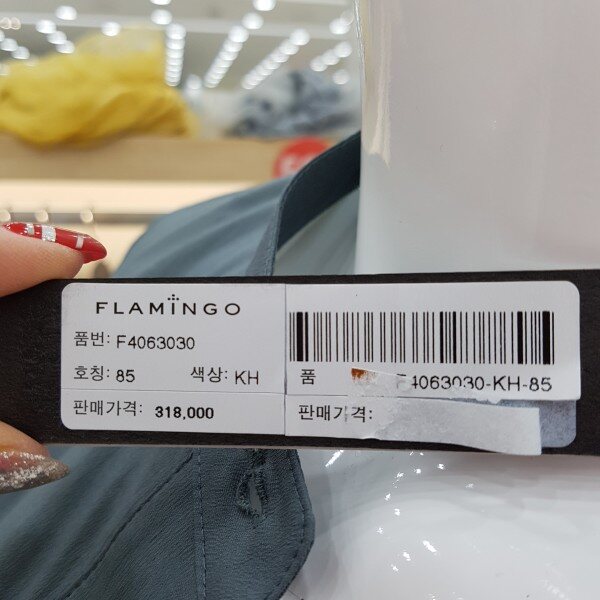 FLAMINGO
품번: F4063030
호칭: 85 색상: KH
판매가격: 318,000
품 F4063030-KH-85
판매가격: